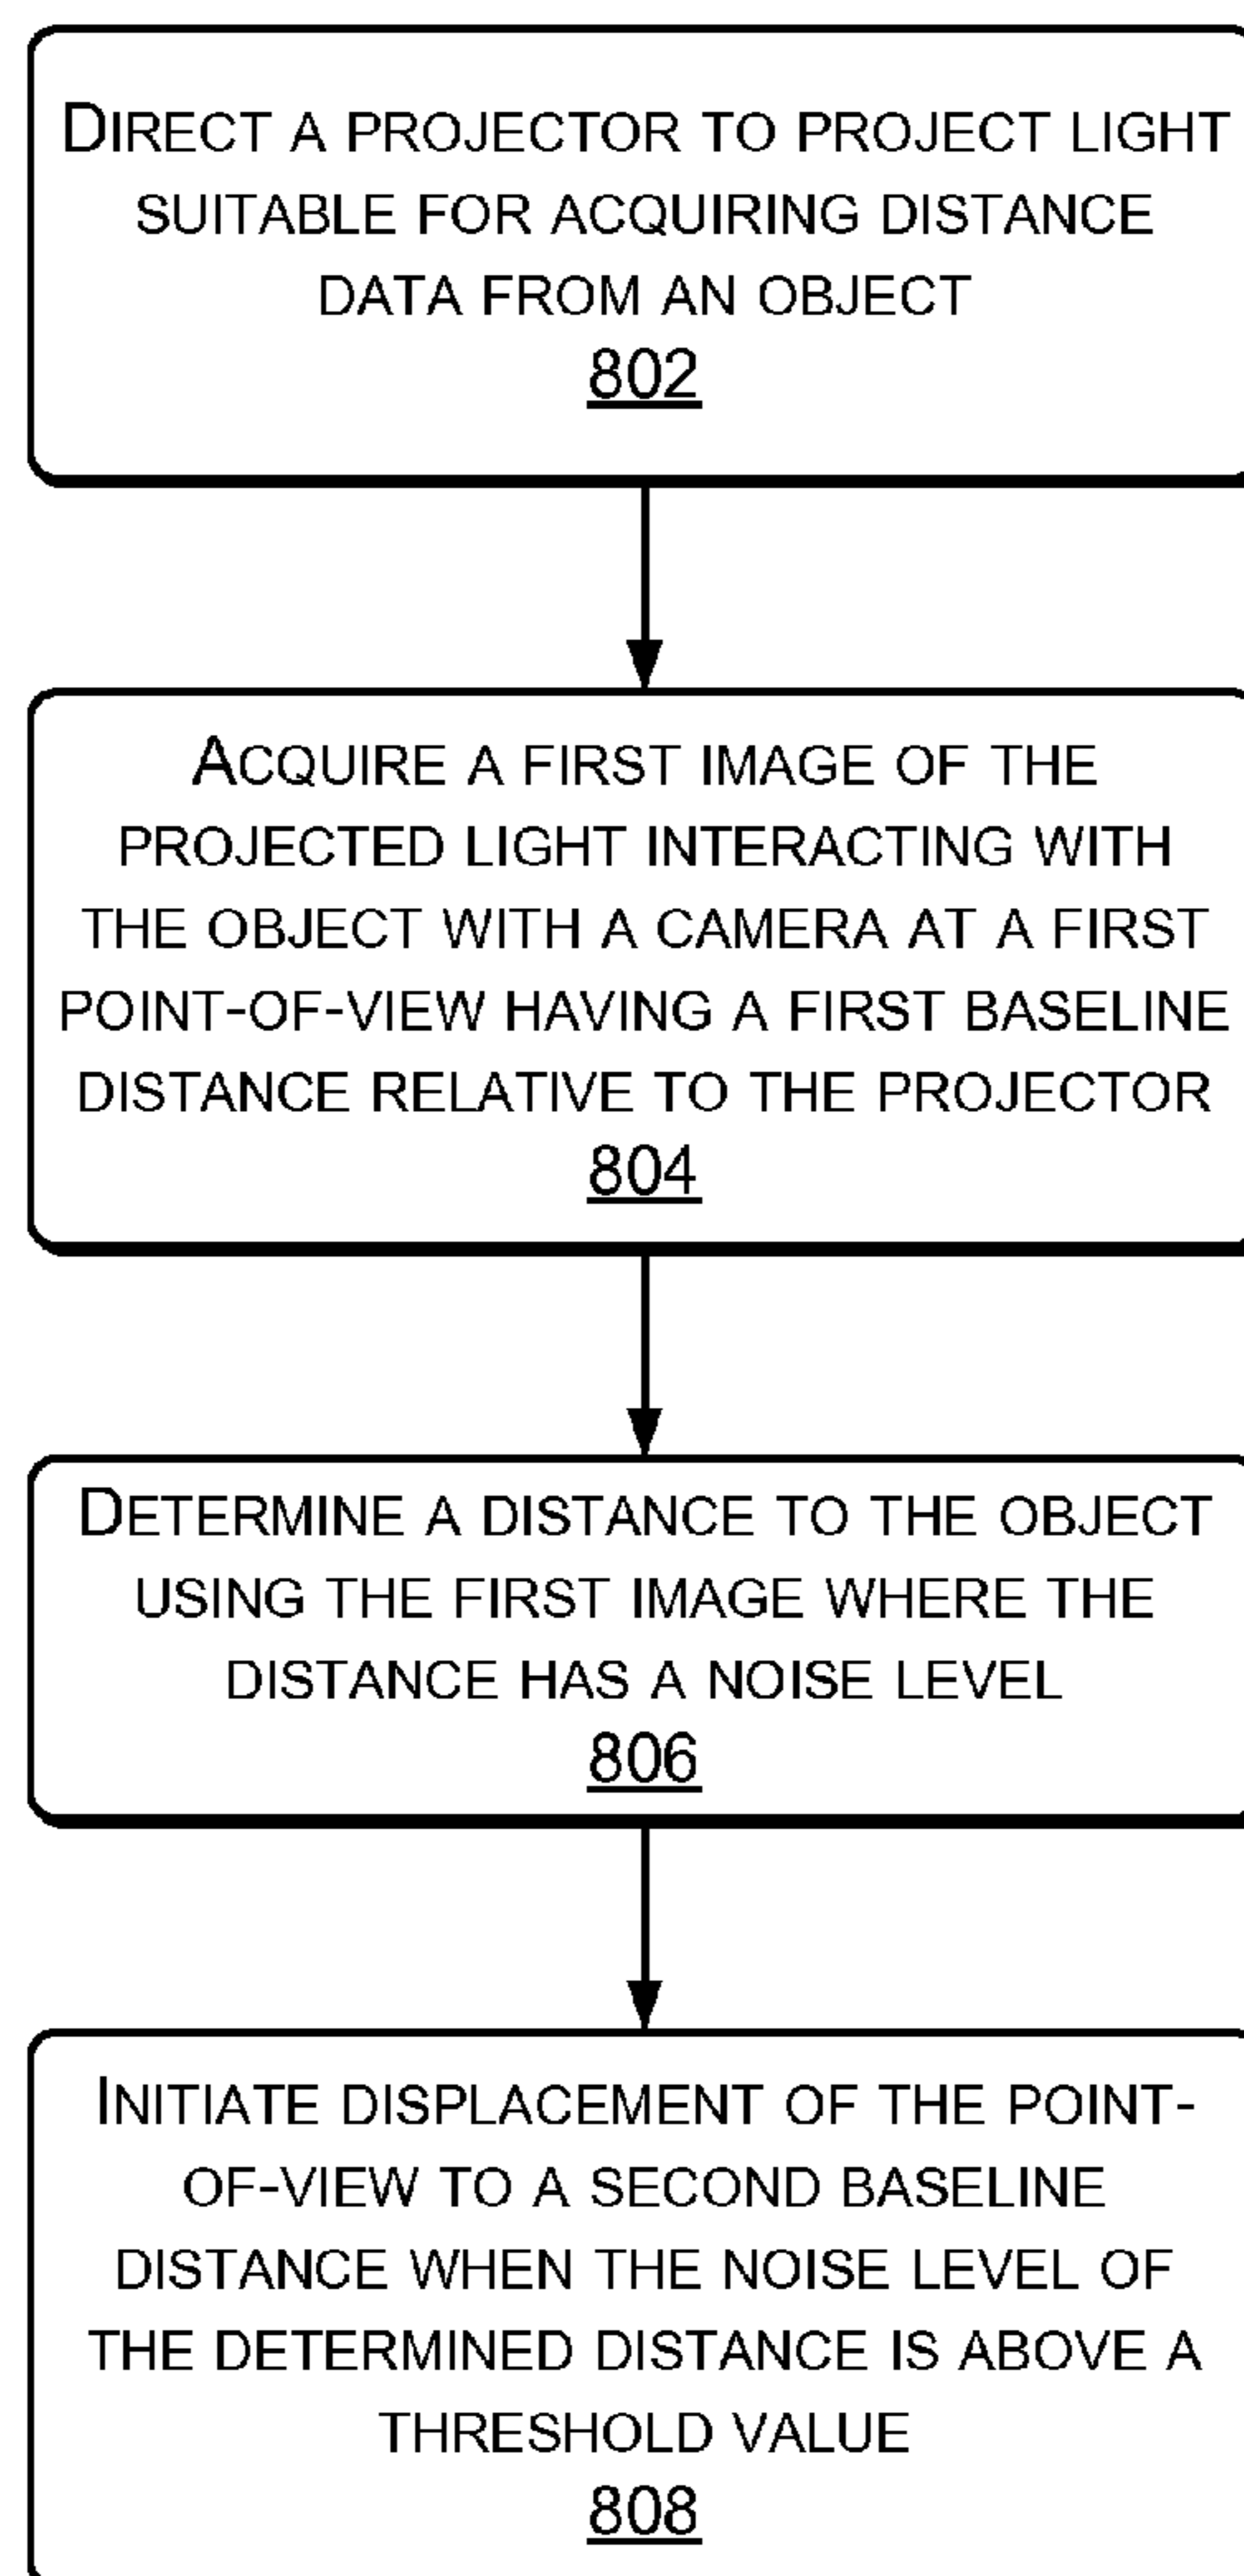 DIRECT A PROJECTOR TO PROJECT LIGHT
SUITABLE FOR ACQUIRING DISTANCE
DATA FROM AN OBJECT
802
ACQUIRE A FIRST IMAGE OF THE
PROJECTED LIGHT INTERACTING WITH
THE OBJECT WITH A CAMERA AT A FIRST
POINT-OF-VIEW HAVING A FIRST BASELINE
DISTANCE RELATIVE TO THE PROJECTOR
804
DETERMINE A DISTANCE TO THE OBJECT
USING THE FIRST IMAGE WHERE THE
DISTANCE HAS A NOISE LEVEL
806
INITIATE DISPLACEMENT OF THE POINT-
OF-VIEW TO A SECOND BASELINE
DISTANCE WHEN THE NOISE LEVEL OF
THE DETERMINED DISTANCE IS ABOVE A
THRESHOLD VALUE
808